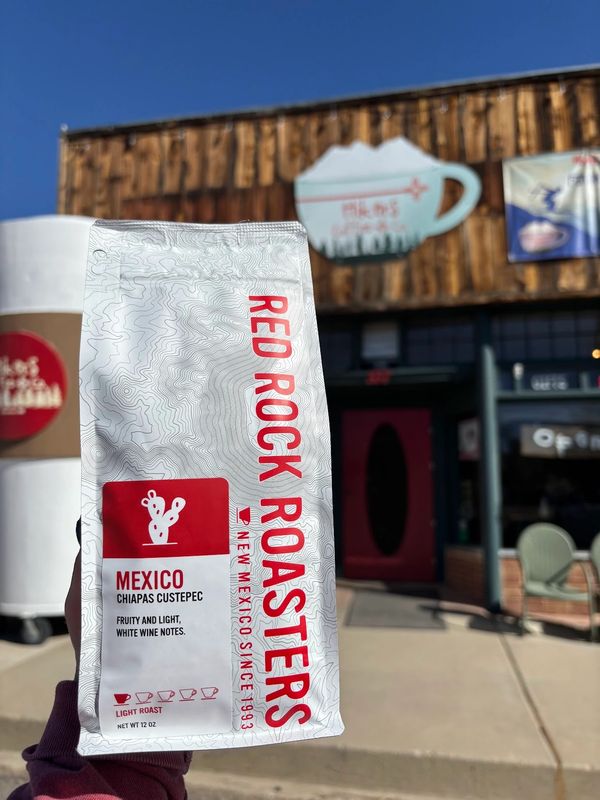 RED ROCK ROASTERS
NEW MEXICO SINCE 1993
MEXICO
CHIAPAS CUSTEPEC
FRUITY AND LIGHT,
WHITE WINE NOTES.
LIGHT ROAST
NET WT 12 OZ
OPEN